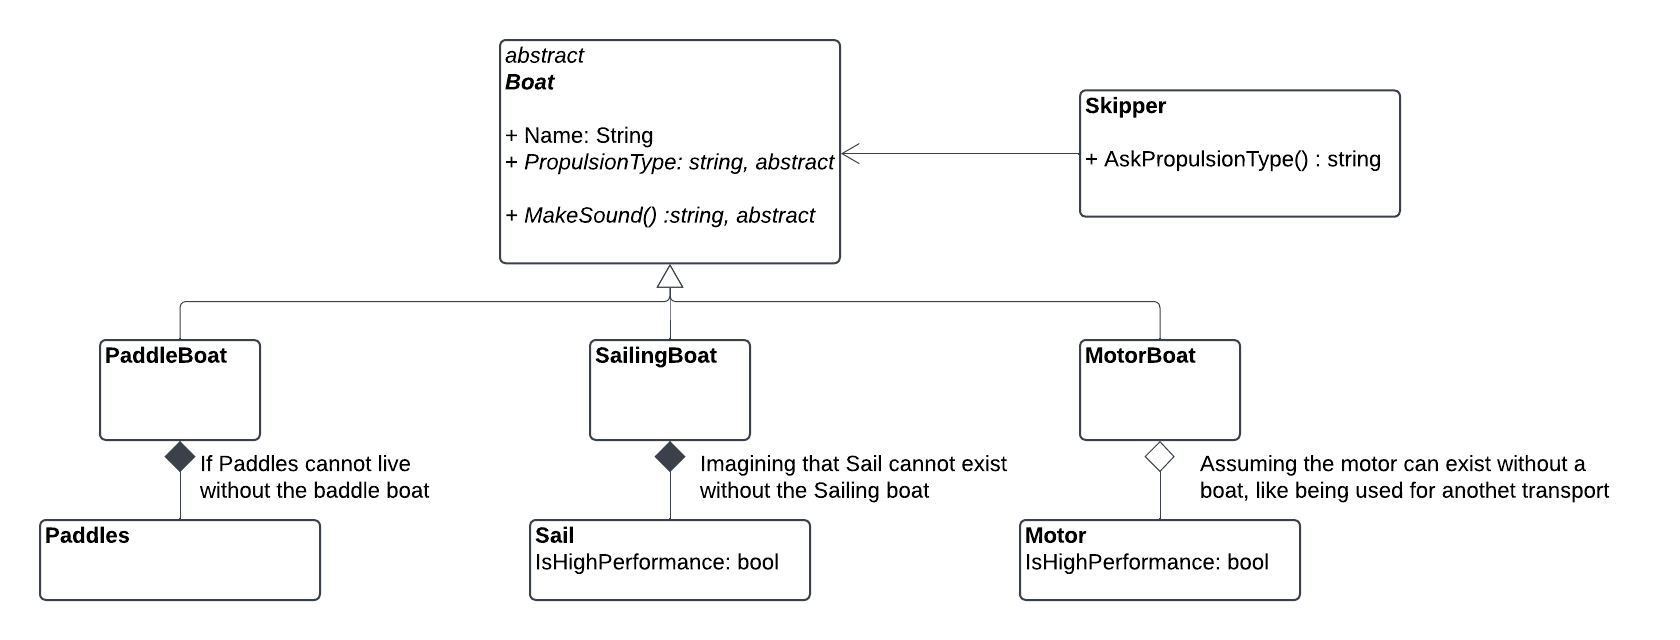 abstract
Boat
+ Name: String
+ PropulsionType: string, abstract
+ MakeSound() :string, abstract
Skipper
+ AskPropulsionType() : string
PaddleBoat
SailingBoat
MotorBoat
If Paddles cannot live
without the baddle boat
Imagining that Sail cannot exist
without the Sailing boat
Assuming the motor can exist without a
boat, like being used for anothet transport
Paddles
Sail
IsHighPerformance: bool
Motor
IsHighPerformance: bool